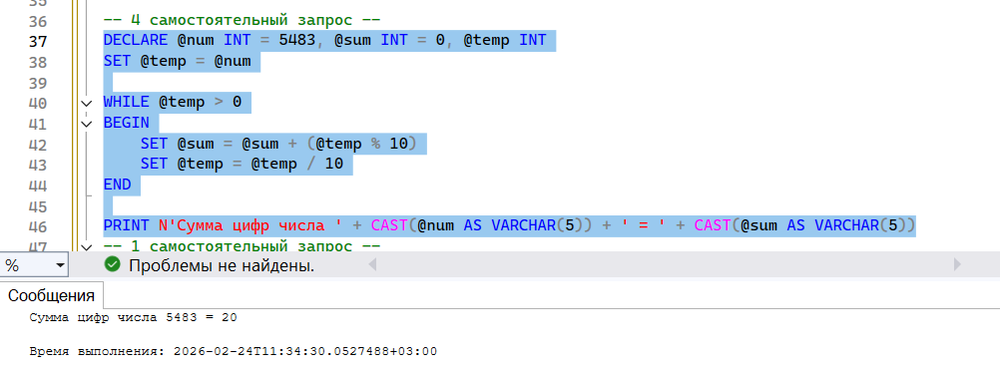 35
36 -- 4 самостоятельный запрос --
37 DECLARE @num INT = 5483, @sum INT = 0, @temp INT
38 SET @temp = @num
39
40 WHILE @temp > 0
41 BEGIN
42 SET @sum = @sum + (@temp % 10)
43 SET @temp = @temp / 10
44 END
45
46 PRINT N'Сумма цифр числа ' + CAST(@num AS VARCHAR(5)) + ' = ' + CAST(@sum AS VARCHAR(5))
47 -- 1 самостоятельный запрос --
% Проблемы не найдены.
Сообщения
Сумма цифр числа 5483 = 20
Время выполнения: 2026-02-24T11:34:30.0527488+03:00